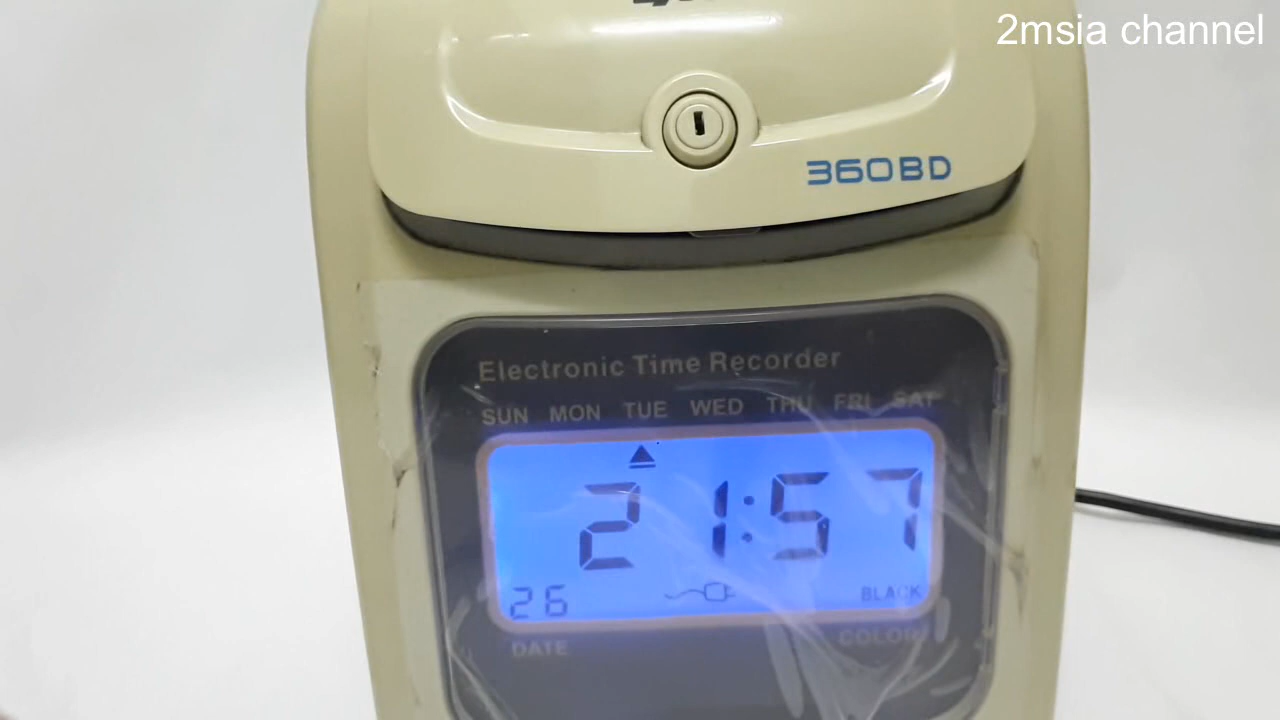 2msia channel
360BD
Electronic Time Recorder
SUN MON TUE WED THU FRI SAT
21:57
26 BLACK
DATE COLOR